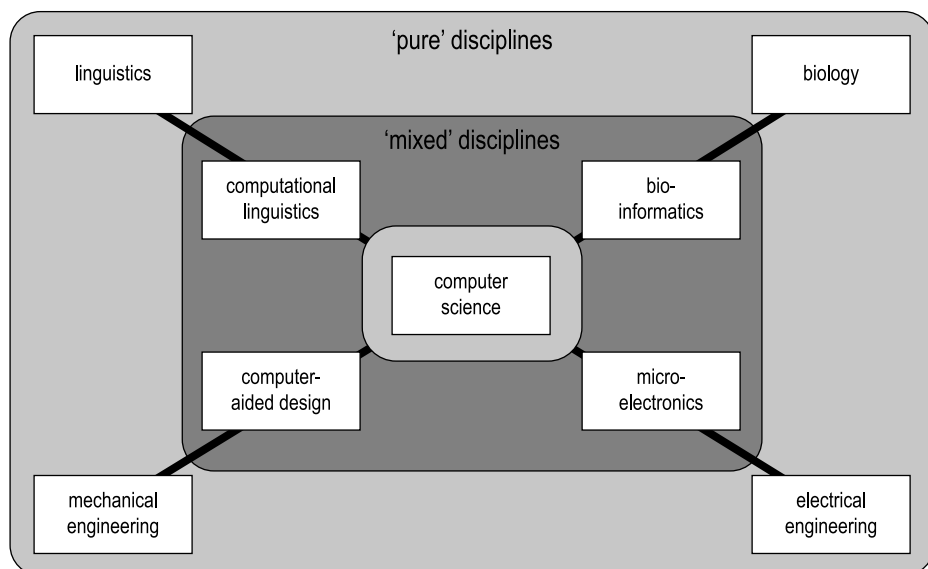 'pure' disciplines
linguistics
biology
'mixed' disciplines
computational
linguistics
bio-
informatics
computer
science
computer-
aided design
micro-
electronics
mechanical
engineering
electrical
engineering